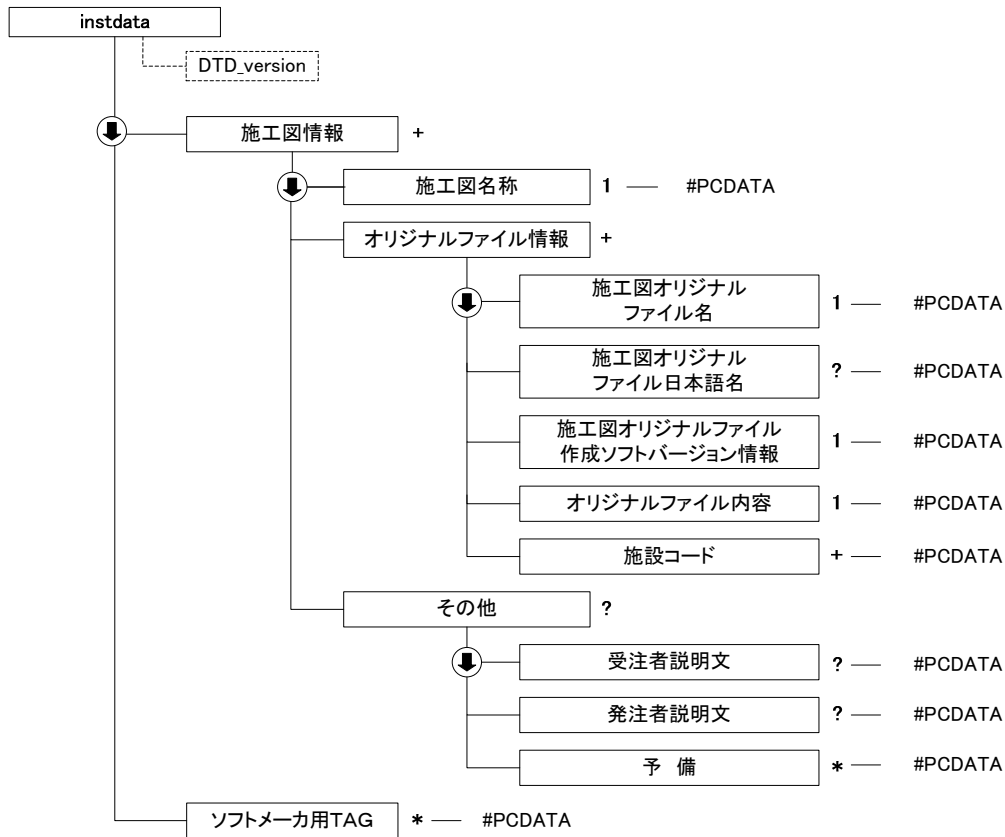 instdata
DTD_version
施工図情報 +
施工図名称 1 #PCDATA
オリジナルファイル情報 +
施工図オリジナル
ファイル名 1 #PCDATA
施工図オリジナル
ファイル日本語名 ? #PCDATA
施工図オリジナルファイル
作成ソフトバージョン情報 1 #PCDATA
オリジナルファイル内容 1 #PCDATA
施設コード + #PCDATA
その他 ?
受注者説明文 ? #PCDATA
発注者説明文 ? #PCDATA
予 備 * #PCDATA
ソフトメーカ用TAG * #PCDATA